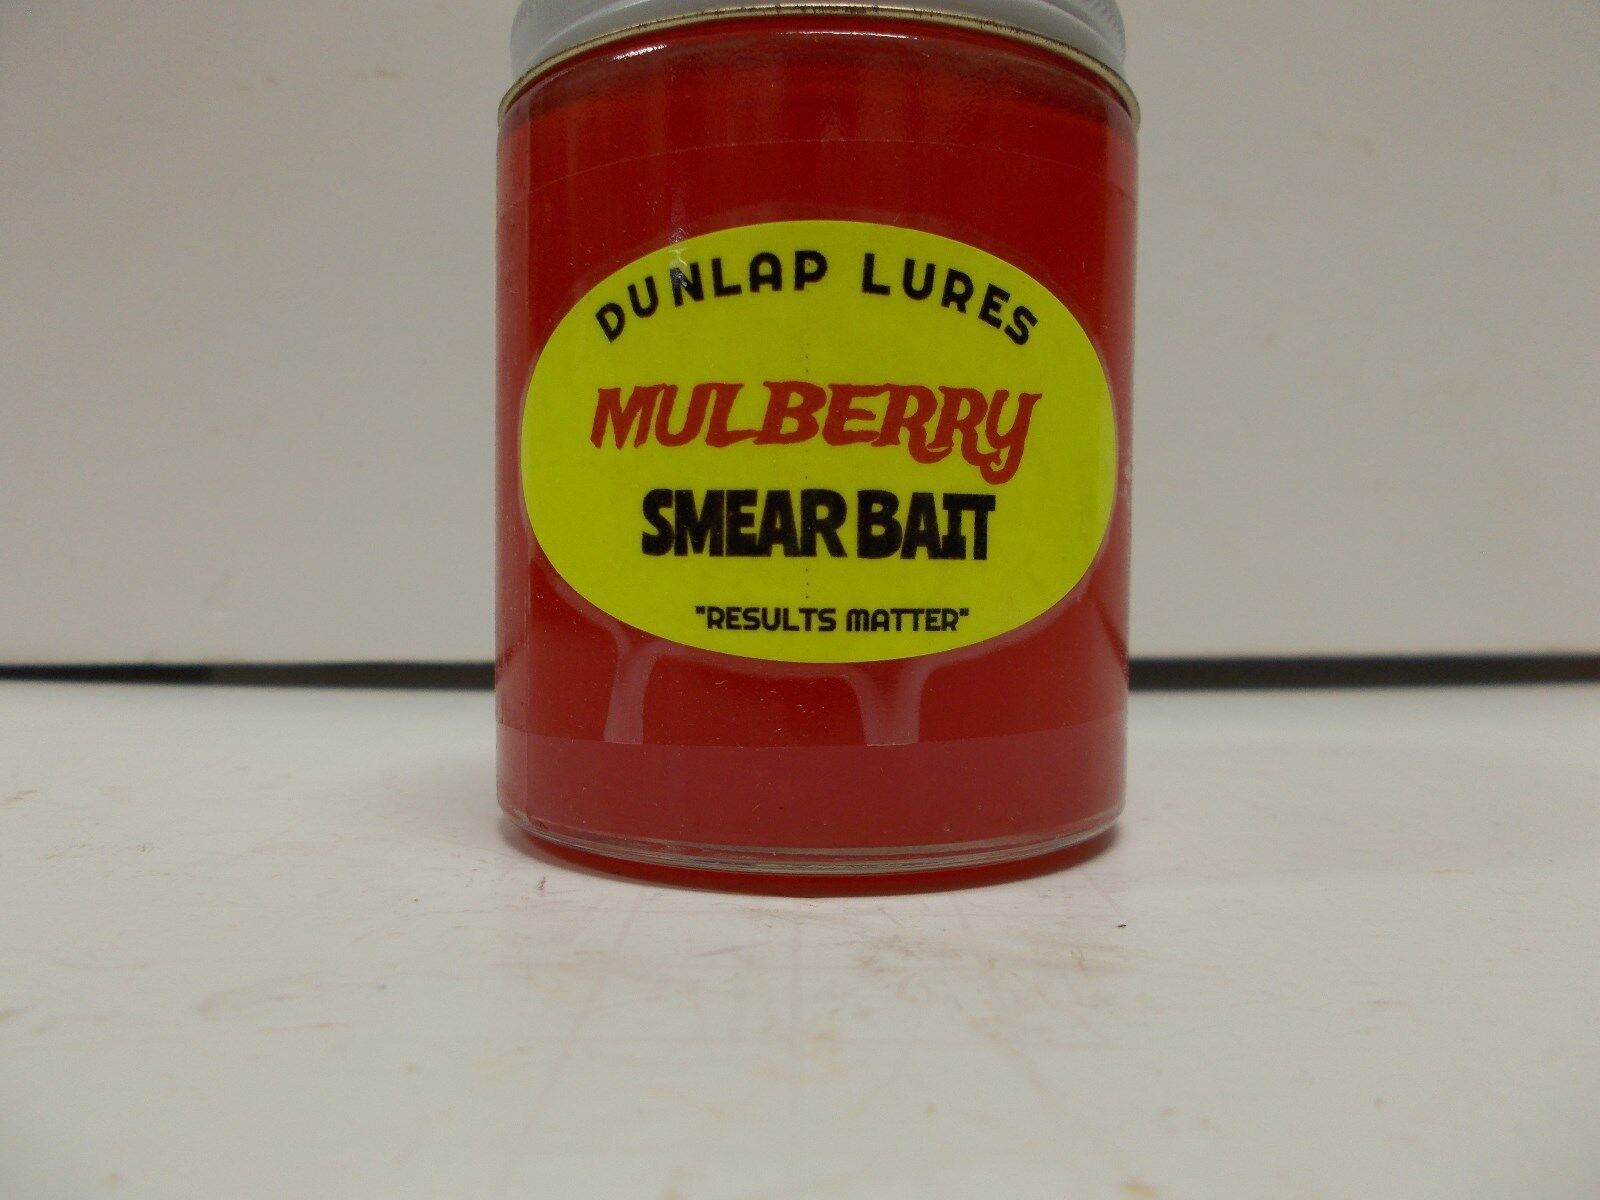 DUNLAP LURES
MULBERRY
SMEAR BAIT
"RESULTS MATTER"